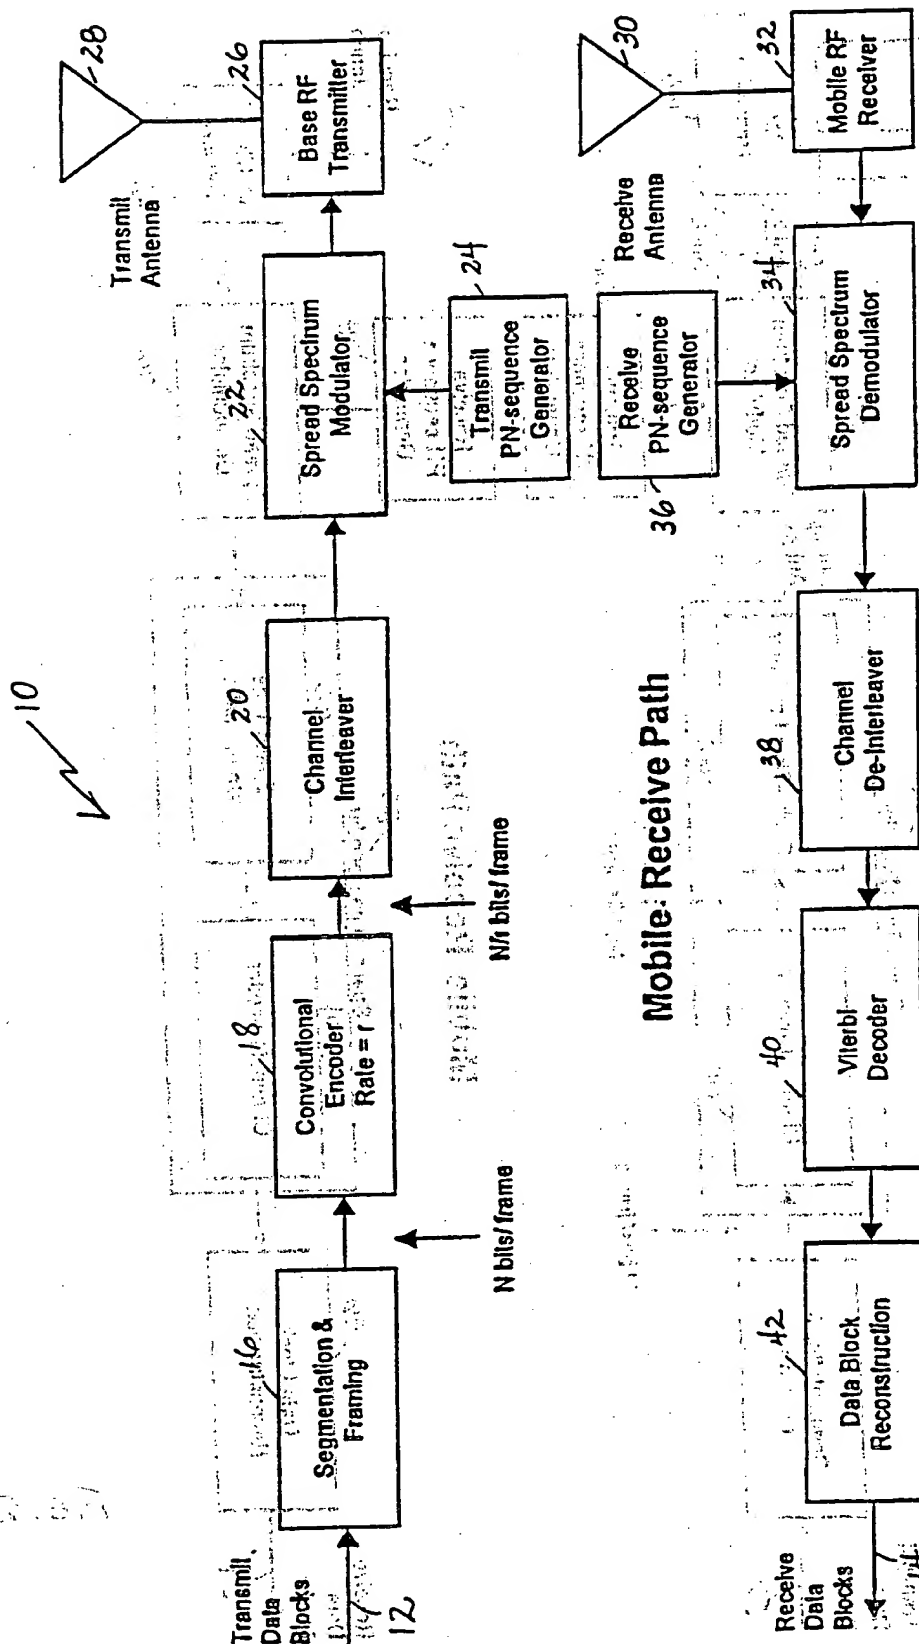 10
Transmit
Data
Blocks
12
Segmentation &
Framing
16
N bits/frame
Convolutional
Encoder
Rate = r
18
N/r bits/frame
Channel
Interleaver
20
Spread Spectrum
Modulator
22
Transmit
PN-sequence
Generator
24
Base RF
Transmitter
26
Transmit
Antenna
28
Mobile: Receive Path
Receive
Antenna
30
Mobile RF
Receiver
32
Spread Spectrum
Demodulator
34
Receive
PN-sequence
Generator
36
Channel
De-Interleaver
38
Viterbi
Decoder
40
Data Block
Reconstruction
42
Receive
Data
Blocks